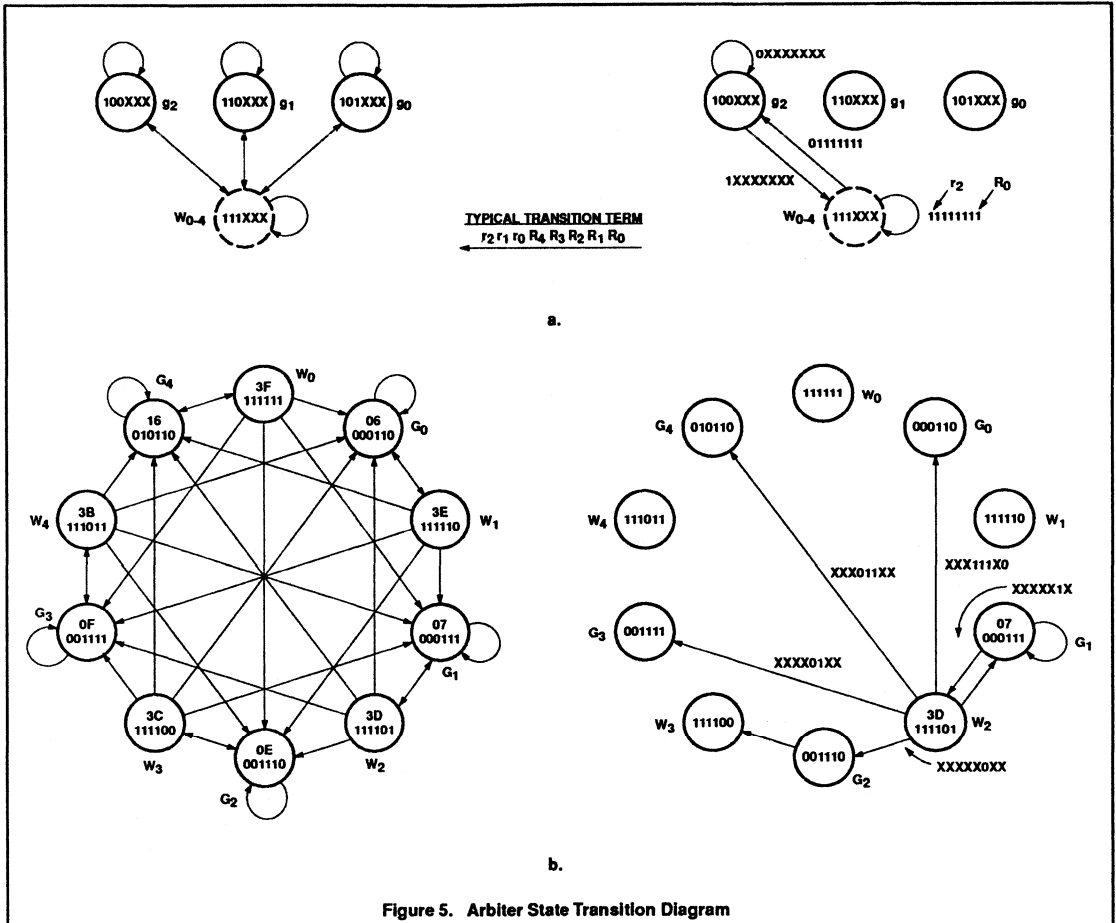 100XXX g2
110XXX g1
101XXX g0
W0–4 111XXX
0XXXXXXX
100XXX g2
110XXX g1
101XXX g0
01111111
1XXXXXXX
r2 R0
W0–4 111XXX 11111111
TYPICAL TRANSITION TERM
r2 r1 r0 R4 R3 R2 R1 R0
a.
G4
3F
111111
W0
16
010110
06
000110
G0
3B
111011
W4
3E
111110
W1
G3
0F
001111
07
000111
G1
3C
111100
W3
0E
001110
G2
3D
111101
W2
111111 W0
G4 010110
000110 G0
W4 111011
111110 W1
XXX011XX
XXX111X0
XXXXX1X
G3 001111
07
000111
G1
XXXX01XX
W3 111100
3D
111101
W2
001110
G2
XXXXX0XX
b.
Figure 5. Arbiter State Transition Diagram